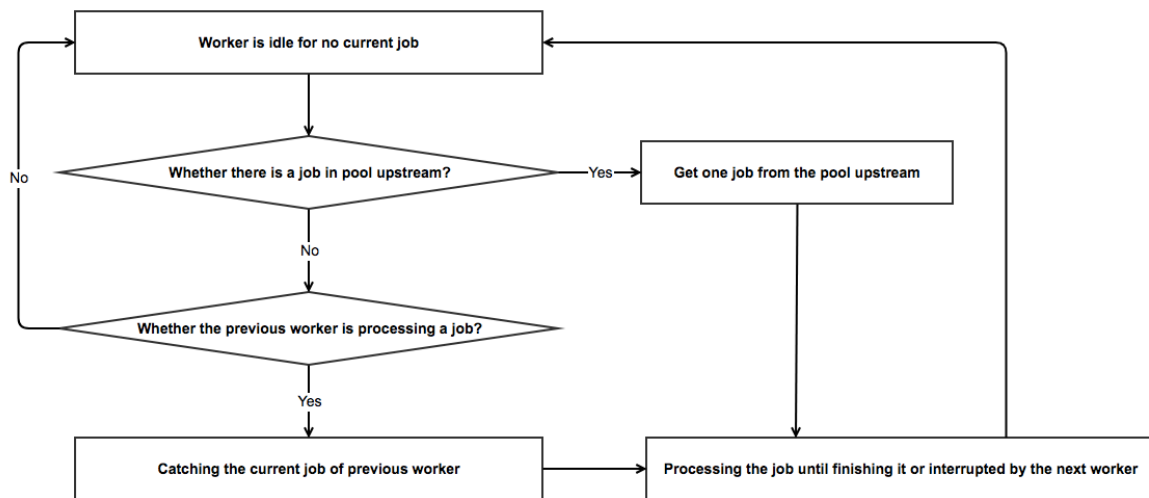 Worker is idle for no current job
No
Whether there is a job in pool upstream?
Yes
Get one job from the pool upstream
No
Whether the previous worker is processing a job?
Yes
Catching the current job of previous worker
Processing the job until finishing it or interrupted by the next worker